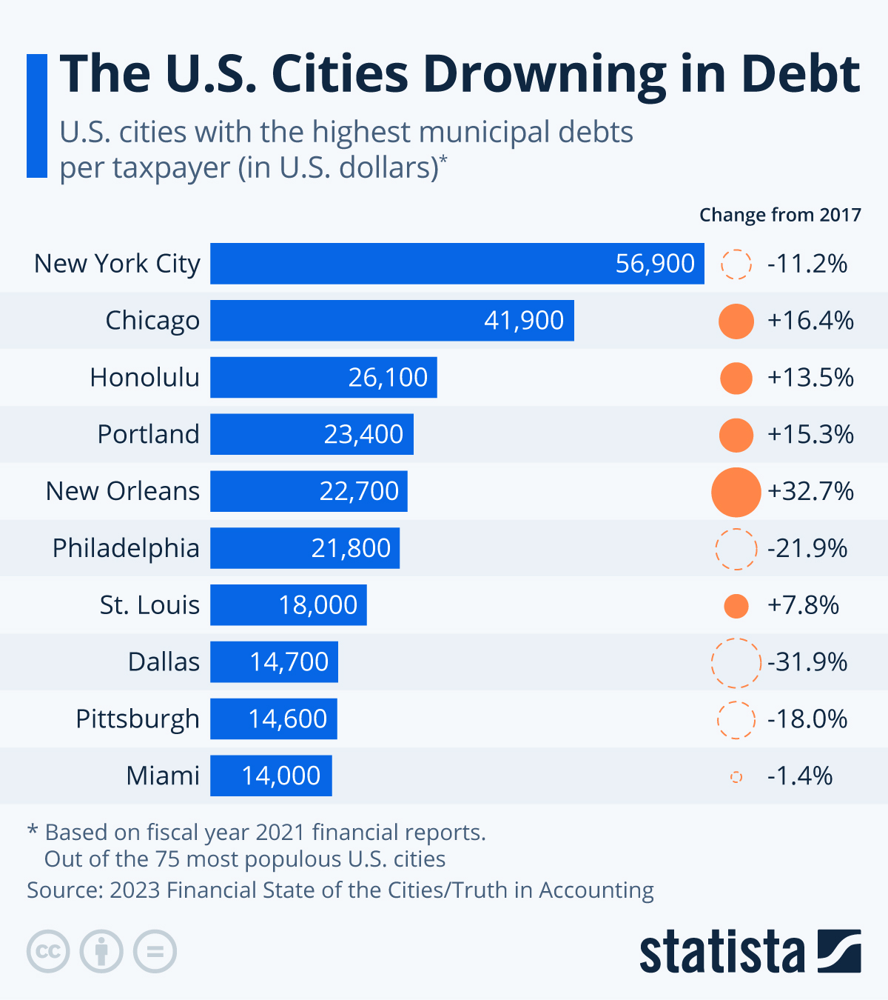 The U.S. Cities Drowning in Debt
U.S. cities with the highest municipal debts
per taxpayer (in U.S. dollars)*
Change from 2017
New York City 56,900 -11.2%
Chicago 41,900 +16.4%
Honolulu 26,100 +13.5%
Portland 23,400 +15.3%
New Orleans 22,700 +32.7%
Philadelphia 21,800 -21.9%
St. Louis 18,000 +7.8%
Dallas 14,700 -31.9%
Pittsburgh 14,600 -18.0%
Miami 14,000 -1.4%
* Based on fiscal year 2021 financial reports.
Out of the 75 most populous U.S. cities
Source: 2023 Financial State of the Cities/Truth in Accounting
cc = statista